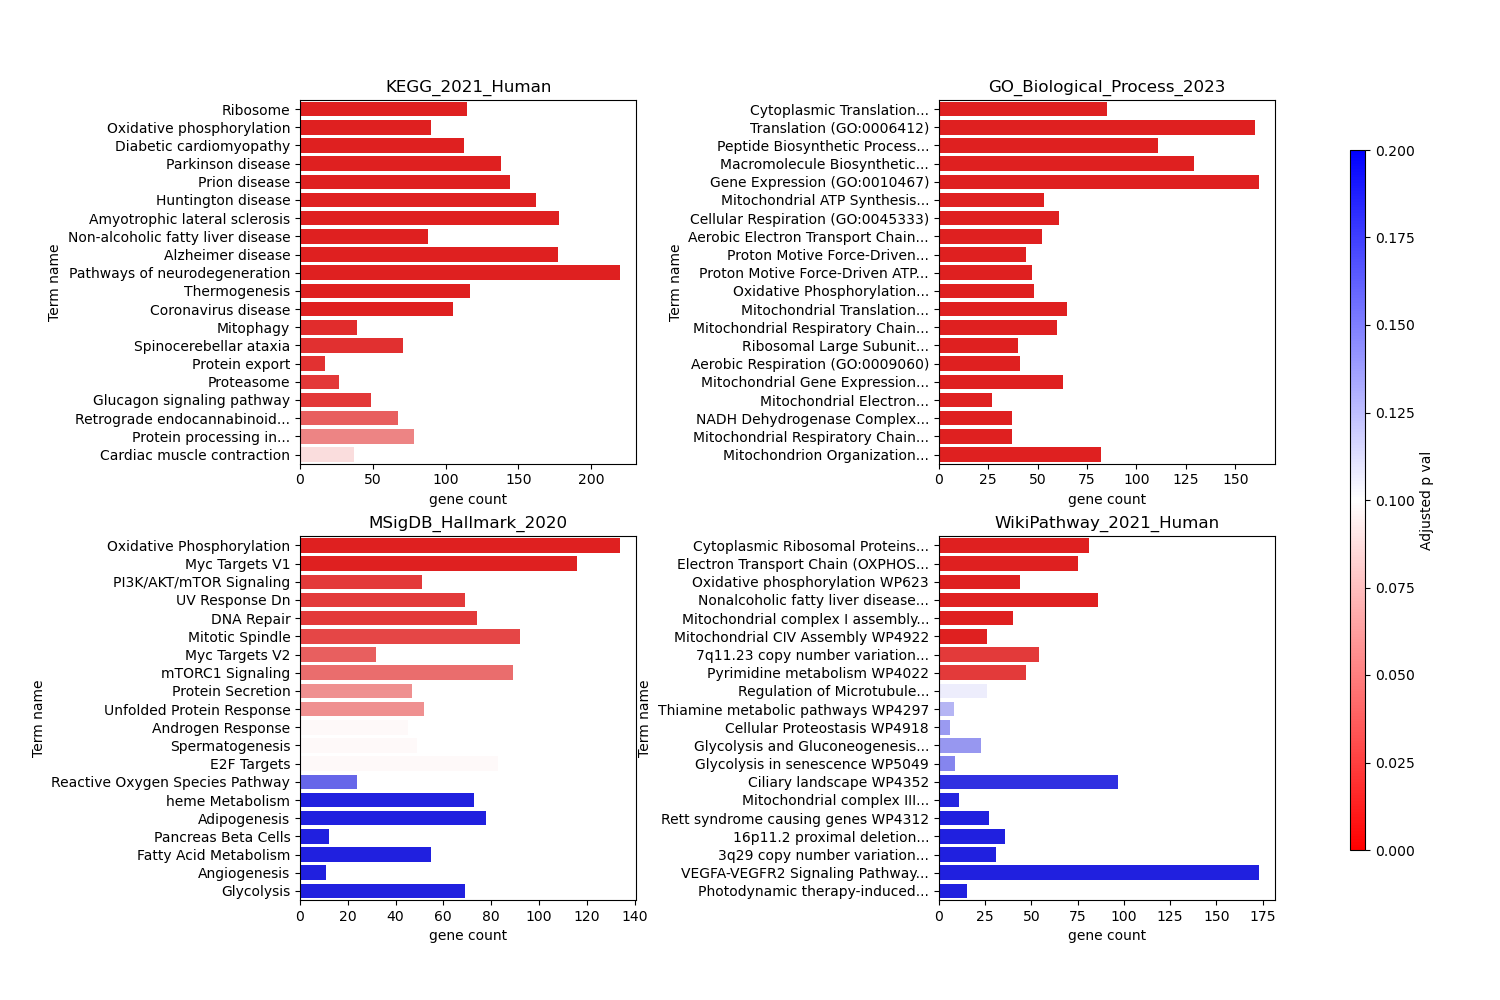 KEGG_2021_Human
Term name
Ribosome
Oxidative phosphorylation
Diabetic cardiomyopathy
Parkinson disease
Prion disease
Huntington disease
Amyotrophic lateral sclerosis
Non-alcoholic fatty liver disease
Alzheimer disease
Pathways of neurodegeneration
Thermogenesis
Coronavirus disease
Mitophagy
Spinocerebellar ataxia
Protein export
Proteasome
Glucagon signaling pathway
Retrograde endocannabinoid...
Protein processing in...
Cardiac muscle contraction
0 50 100 150 200
gene count
GO_Biological_Process_2023
Term name
Cytoplasmic Translation...
Translation (GO:0006412)
Peptide Biosynthetic Process...
Macromolecule Biosynthetic...
Gene Expression (GO:0010467)
Mitochondrial ATP Synthesis...
Cellular Respiration (GO:0045333)
Aerobic Electron Transport Chain...
Proton Motive Force-Driven...
Proton Motive Force-Driven ATP...
Oxidative Phosphorylation...
Mitochondrial Translation...
Mitochondrial Respiratory Chain...
Ribosomal Large Subunit...
Aerobic Respiration (GO:0009060)
Mitochondrial Gene Expression...
Mitochondrial Electron...
NADH Dehydrogenase Complex...
Mitochondrial Respiratory Chain...
Mitochondrion Organization...
0 25 50 75 100 125 150
gene count
MSigDB_Hallmark_2020
Term name
Oxidative Phosphorylation
Myc Targets V1
PI3K/AKT/mTOR Signaling
UV Response Dn
DNA Repair
Mitotic Spindle
Myc Targets V2
mTORC1 Signaling
Protein Secretion
Unfolded Protein Response
Androgen Response
Spermatogenesis
E2F Targets
Reactive Oxygen Species Pathway
heme Metabolism
Adipogenesis
Pancreas Beta Cells
Fatty Acid Metabolism
Angiogenesis
Glycolysis
0 20 40 60 80 100 120 140
gene count
WikiPathway_2021_Human
Term name
Cytoplasmic Ribosomal Proteins...
Electron Transport Chain (OXPHOS...
Oxidative phosphorylation WP623
Nonalcoholic fatty liver disease...
Mitochondrial complex I assembly...
Mitochondrial CIV Assembly WP4922
7q11.23 copy number variation...
Pyrimidine metabolism WP4022
Regulation of Microtubule...
Thiamine metabolic pathways WP4297
Cellular Proteostasis WP4918
Glycolysis and Gluconeogenesis...
Glycolysis in senescence WP5049
Ciliary landscape WP4352
Mitochondrial complex III...
Rett syndrome causing genes WP4312
16p11.2 proximal deletion...
3q29 copy number variation...
VEGFA-VEGFR2 Signaling Pathway...
Photodynamic therapy-induced...
0 25 50 75 100 125 150 175
gene count
0.200
0.175
0.150
0.125
0.100
0.075
0.050
0.025
0.000
Adjusted p val